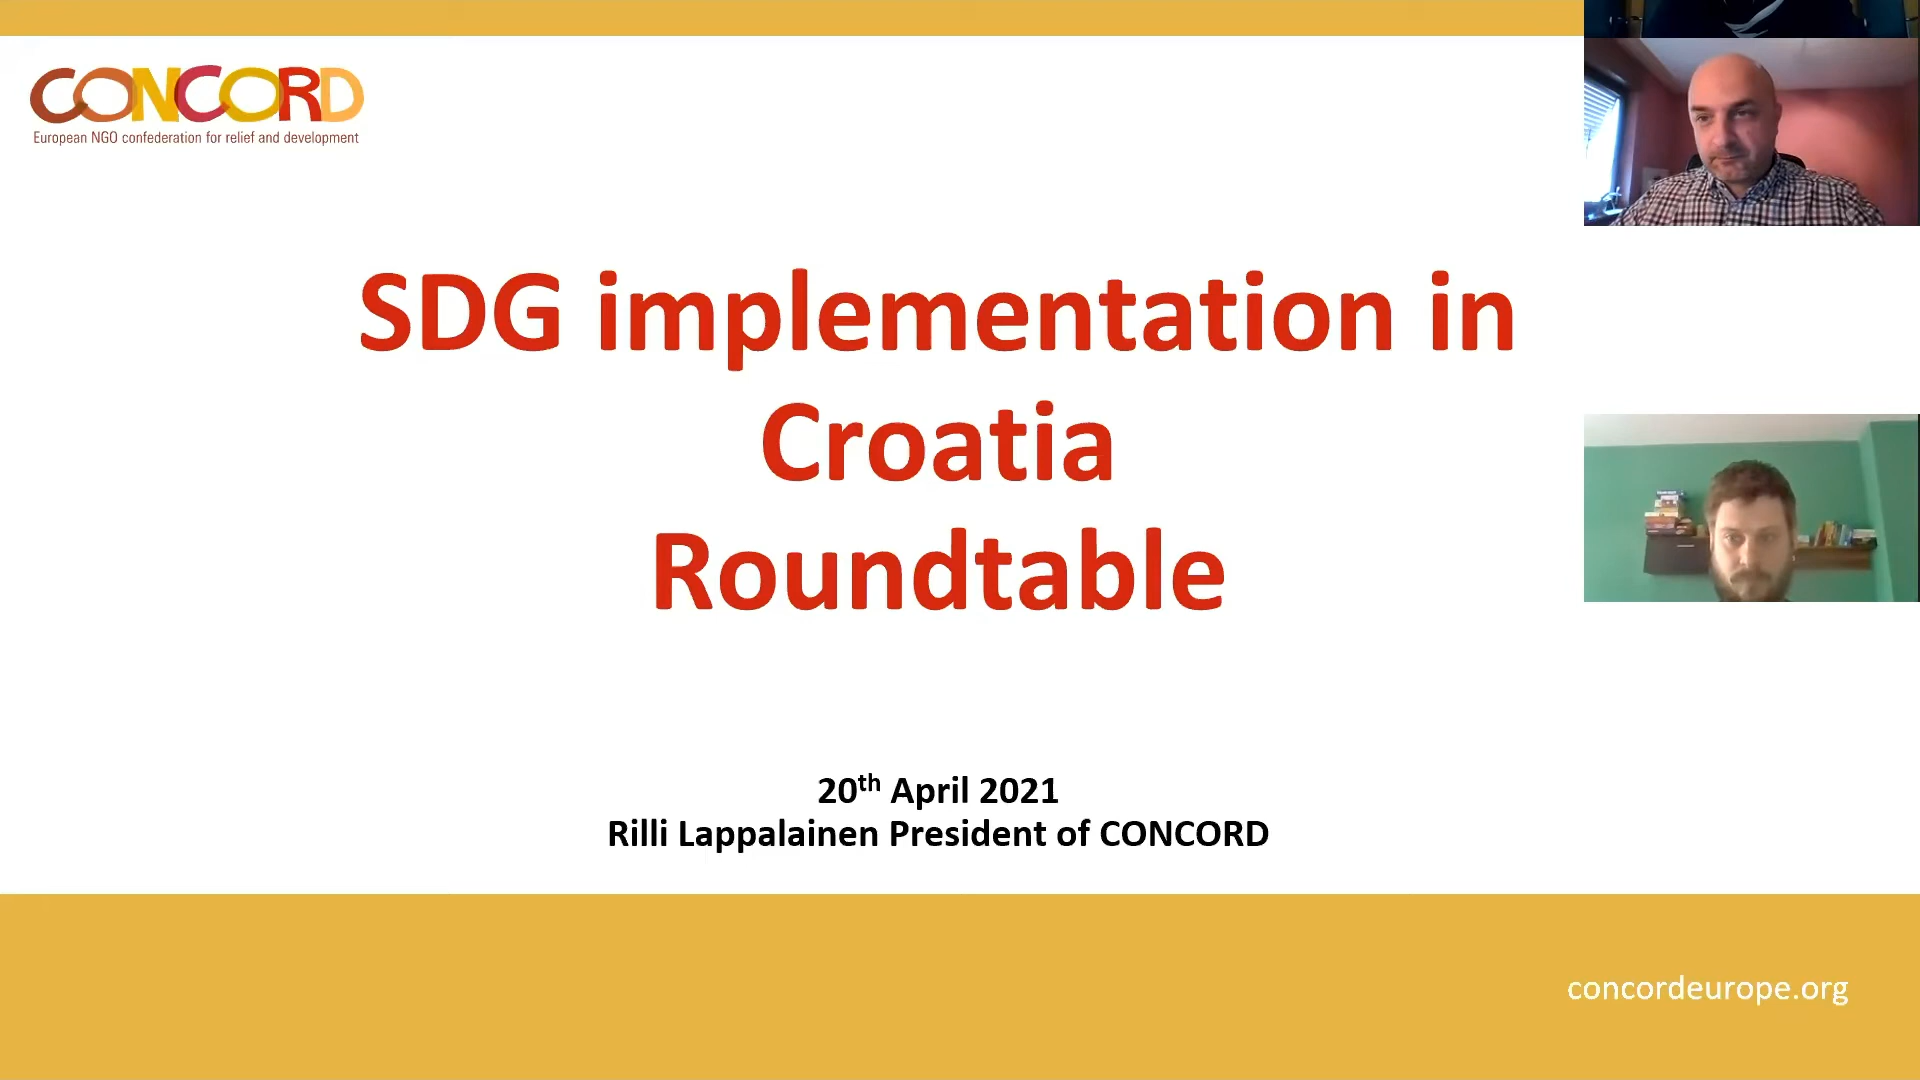 CONCORD
European NGO confederation for relief and development
SDG implementation in
Croatia
Roundtable
20th April 2021
Rilli Lappalainen President of CONCORD
concordeurope.org